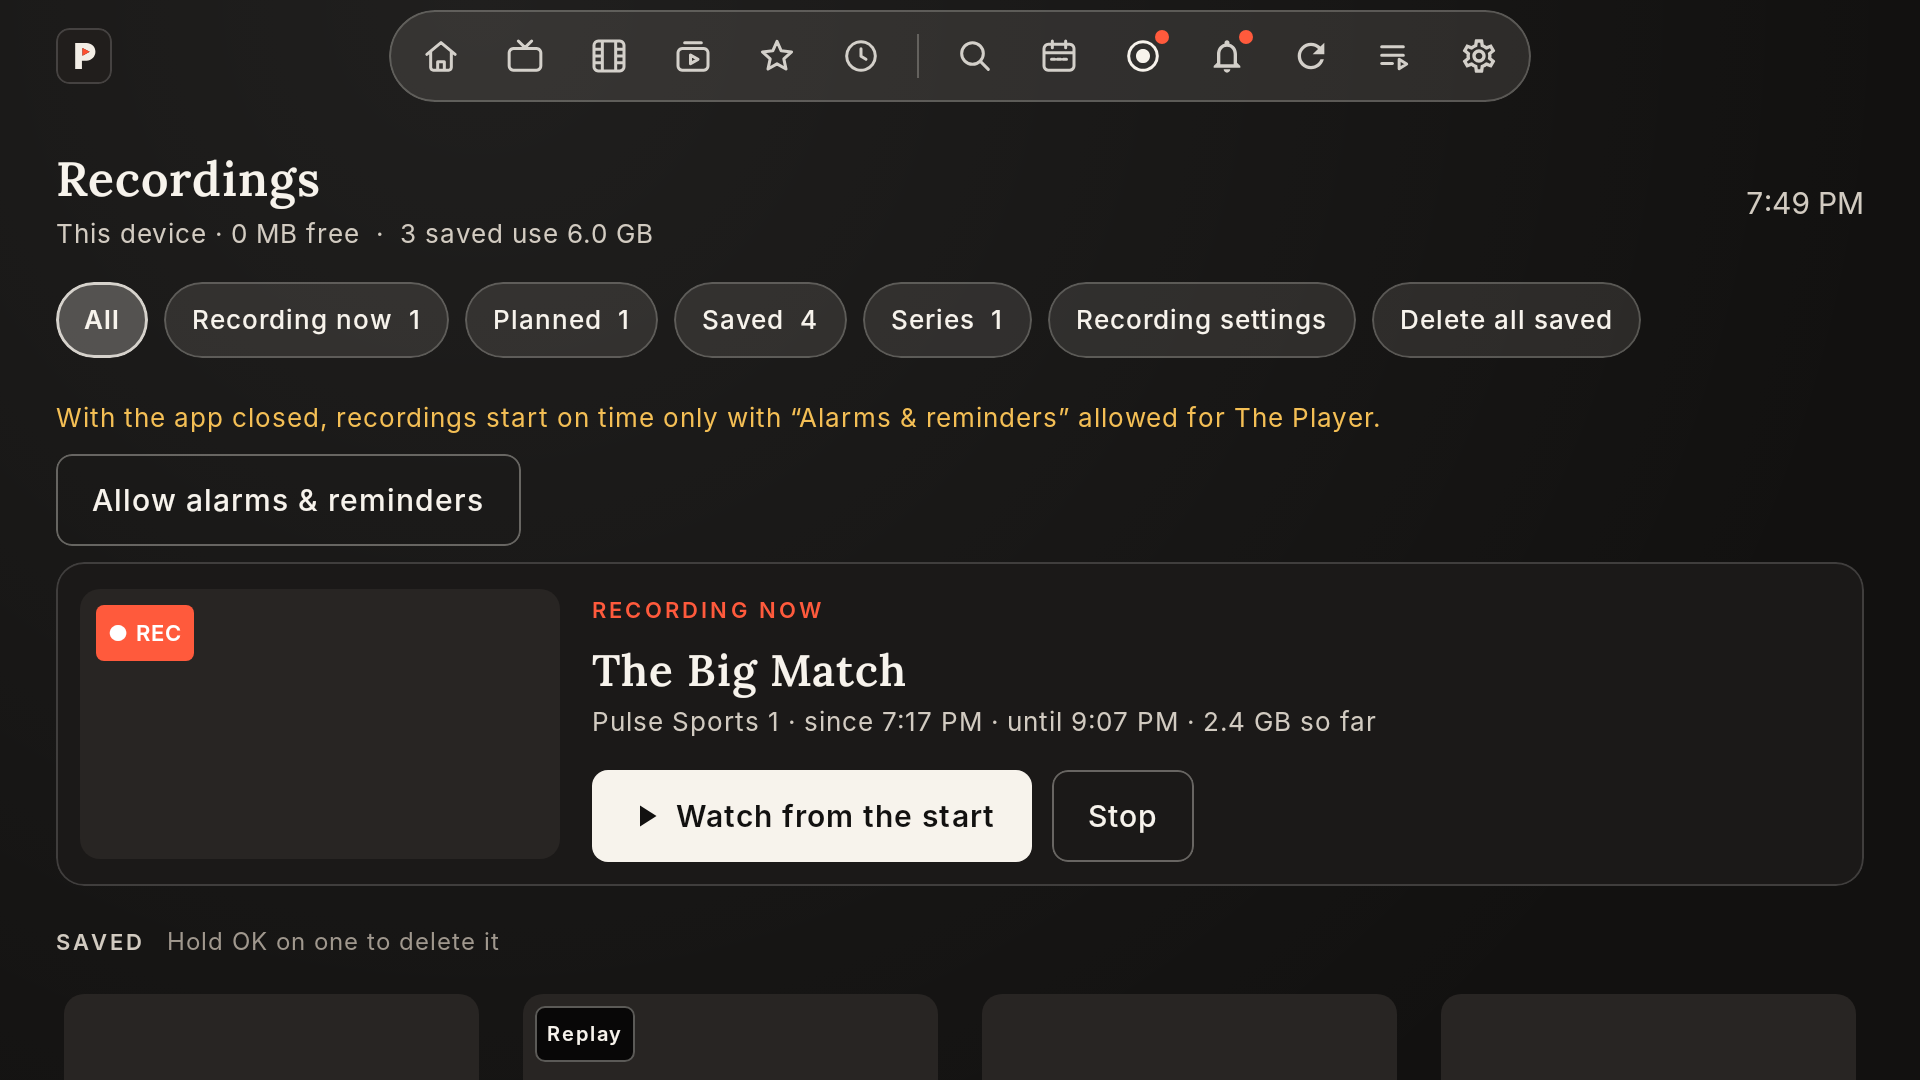 Recordings
7:49 PM
This device · 0 MB free · 3 saved use 6.0 GB
All
Recording now 1
Planned 1
Saved 4
Series 1
Recording settings
Delete all saved
With the app closed, recordings start on time only with “Alarms & reminders” allowed for The Player.
Allow alarms & reminders
REC
RECORDING NOW
The Big Match
Pulse Sports 1 · since 7:17 PM · until 9:07 PM · 2.4 GB so far
Watch from the start
Stop
SAVED Hold OK on one to delete it
Replay